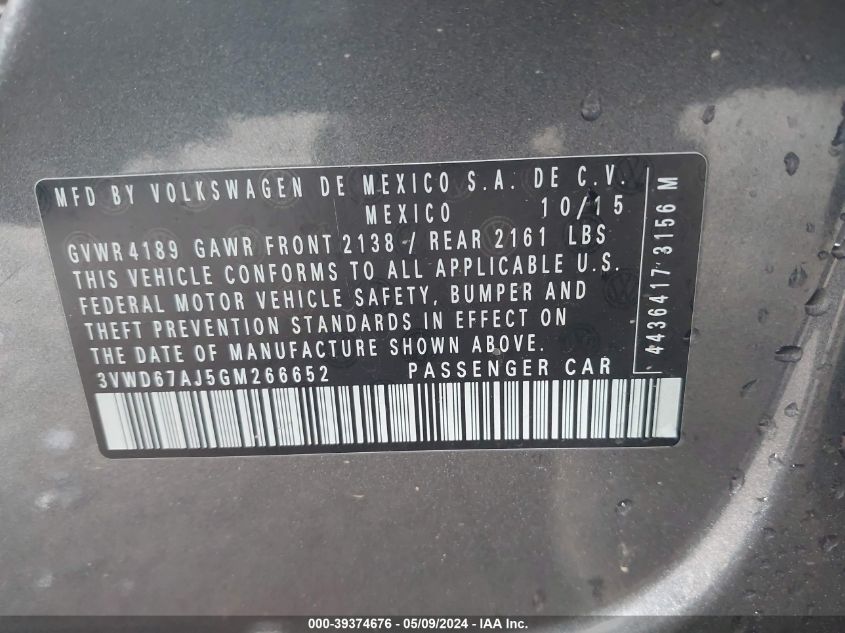 MFD BY VOLKSWAGEN DE MEXICO S.A. DE C.V.
MEXICO 10/15
GVWR 4189 GAWR FRONT 2138 / REAR 2161 LBS
THIS VEHICLE CONFORMS TO ALL APPLICABLE U.S.
FEDERAL MOTOR VEHICLE SAFETY, BUMPER AND
THEFT PREVENTION STANDARDS IN EFFECT ON
THE DATE OF MANUFACTURE SHOWN ABOVE.
3VWD67AJ5GM266652 PASSENGER CAR
4436417 3156 M
000-39374676 - 05/09/2024 - IAA Inc.